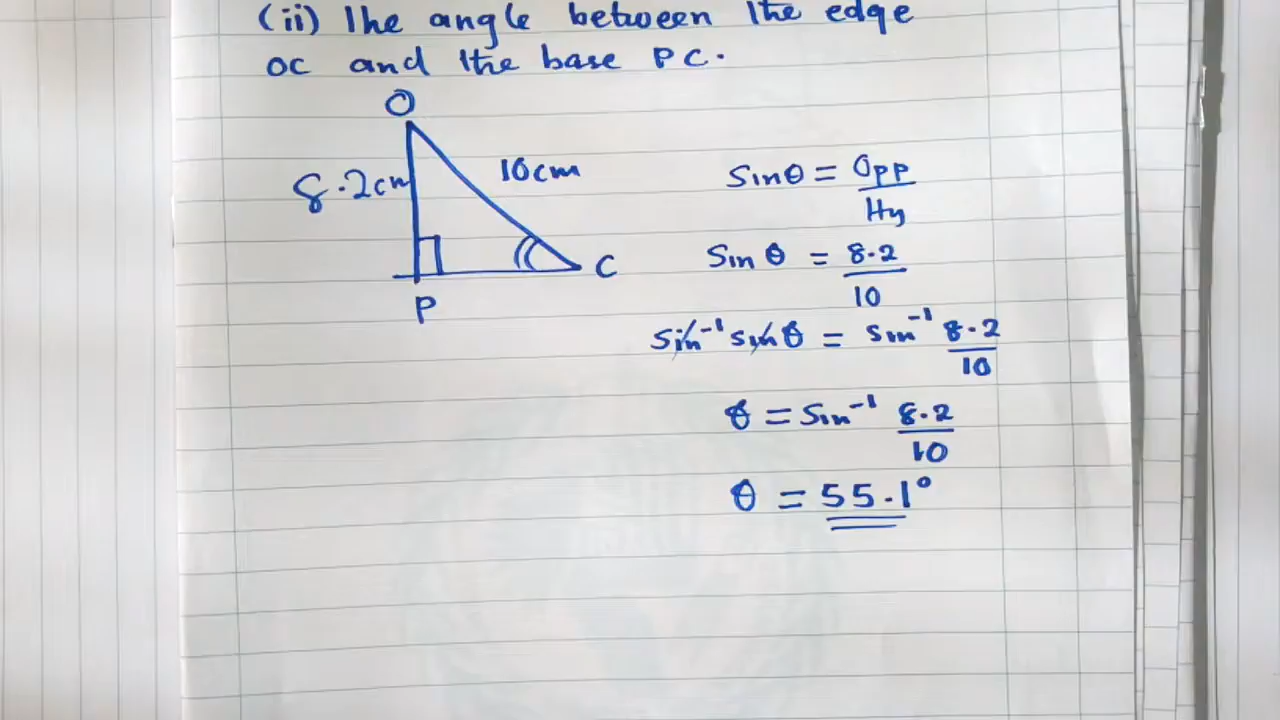 (ii) The angle between the edge
OC and the base PC.
O
8.2cm
10cm
C
P
Sinθ = Opp
Hy
Sin θ = 8.2
10
Sin⁻¹ sinθ = Sin⁻¹ 8.2
10
θ = Sin⁻¹ 8.2
10
θ = 55.1°